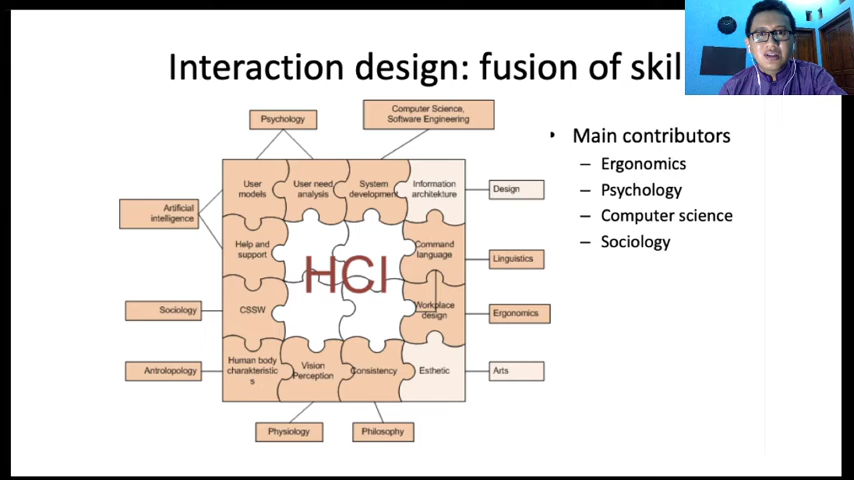 Interaction design: fusion of skil
Psychology
Computer Science,
Software Engineering
User
models
User need
analysis
System
development
Information
architekture
Design
Artificial
intelligence
Help and
support
HCI
Command
language
Linguistics
Sociology
CSSW
Workplace
design
Ergonomics
Antrolopology
Human body
charakteristic
s
Vision
Perception
Consistency
Esthetic
Arts
Physiology
Philosophy
• Main contributors
– Ergonomics
– Psychology
– Computer science
– Sociology